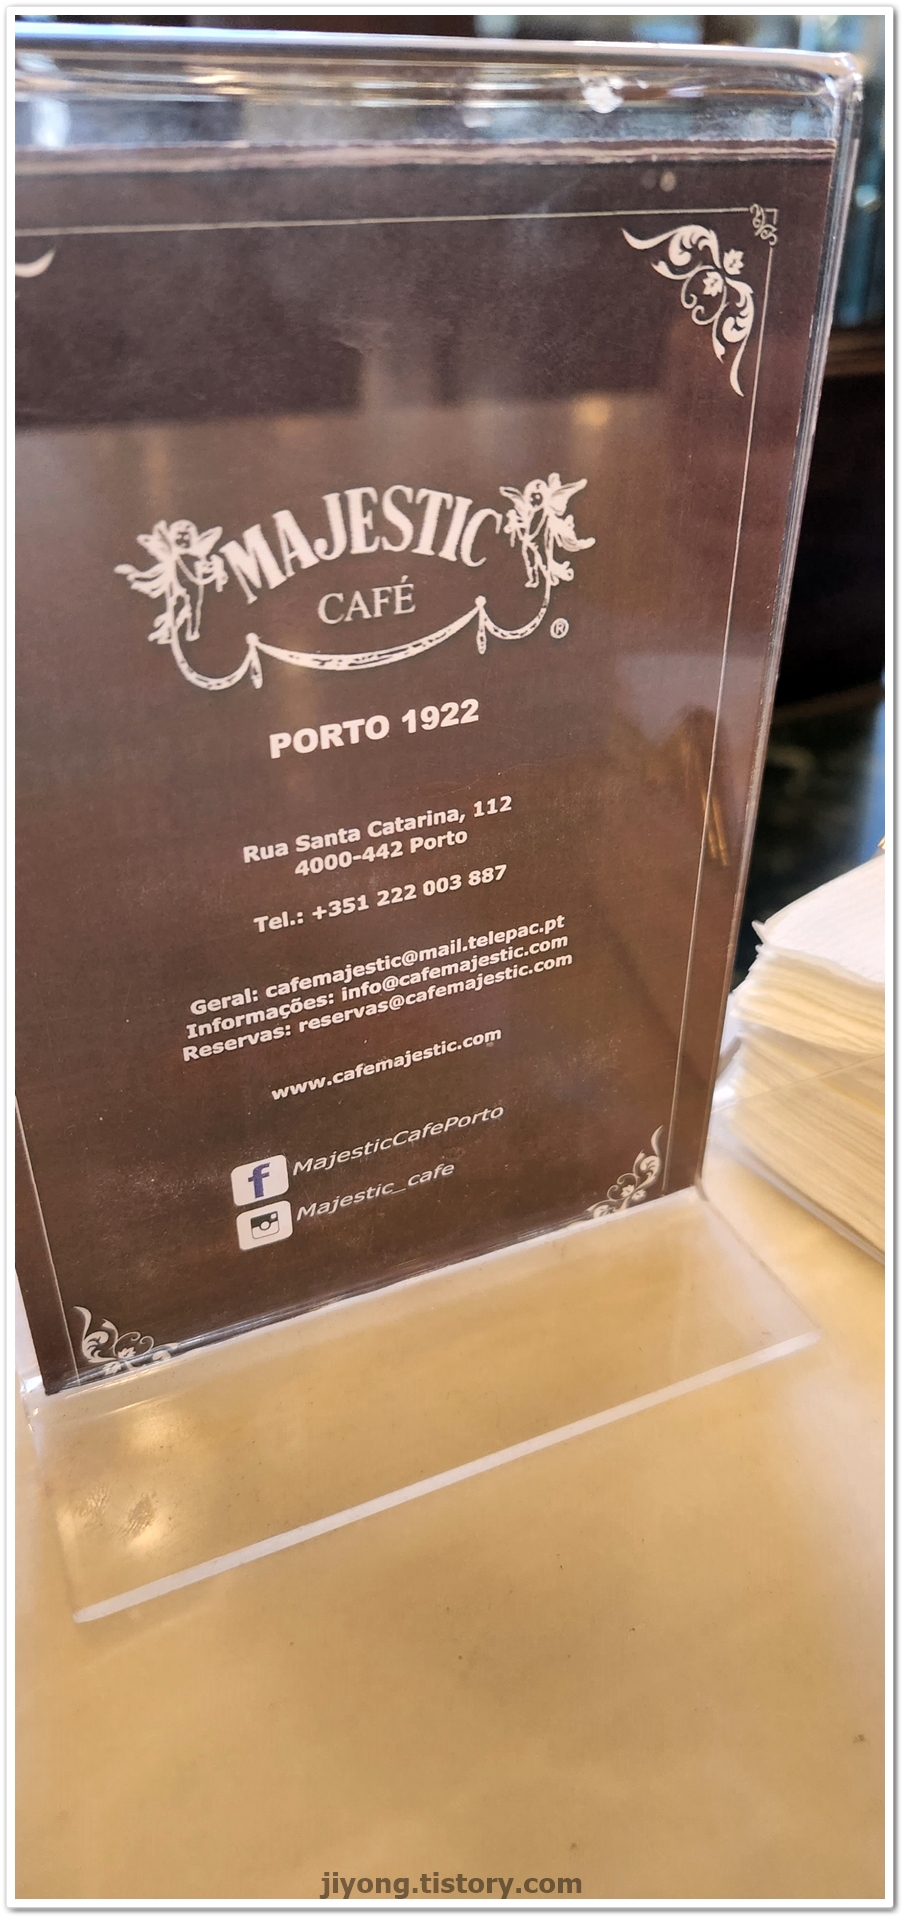 MAJESTIC
CAFÉ
®
PORTO 1922
Rua Santa Catarina, 112
4000-442 Porto
Tel.: +351 222 003 887
Geral: cafemajestic@mail.telepac.pt
Informações: info@cafemajestic.com
Reservas: reservas@cafemajestic.com
www.cafemajestic.com
f MajesticCafePorto
Majestic_cafe
jiyong.tistory.com